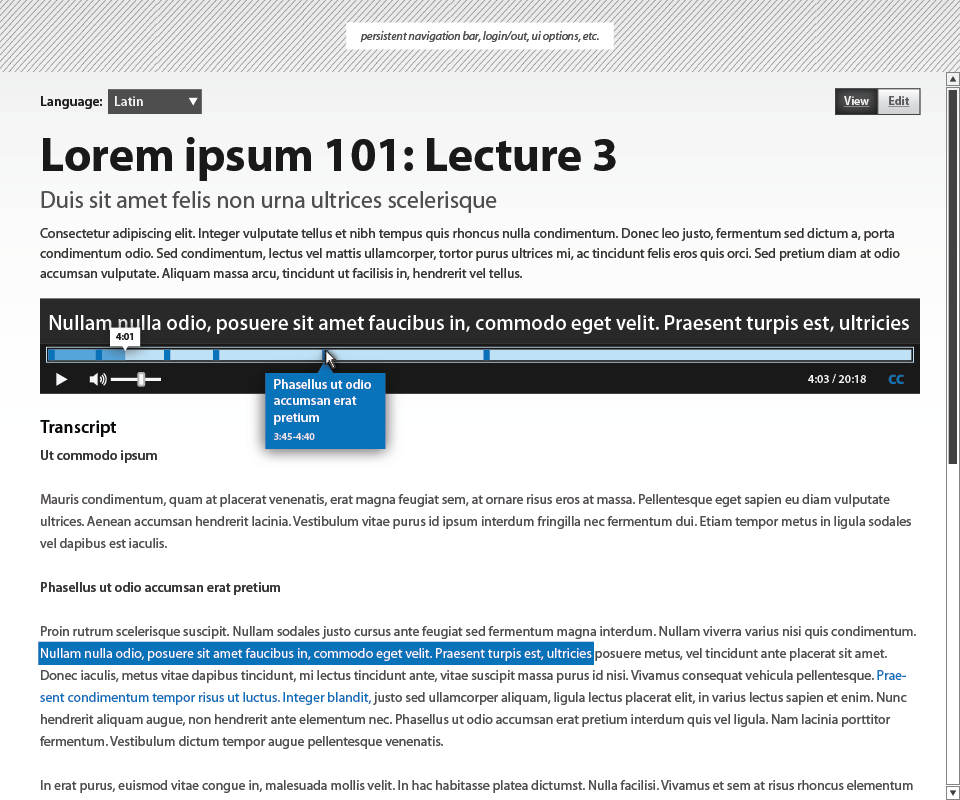 persistent navigation bar, login/out, ui options, etc.
Language: Latin
View Edit
Lorem ipsum 101: Lecture 3
Duis sit amet felis non urna ultrices scelerisque
Consectetur adipiscing elit. Integer vulputate tellus et nibh tempus quis rhoncus nulla condimentum. Donec leo justo, fermentum sed dictum a, porta
condimentum odio. Sed condimentum, lectus vel mattis ullamcorper, tortor purus ultrices mi, ac tincidunt felis eros quis orci. Sed pretium diam at odio
accumsan vulputate. Aliquam massa arcu, tincidunt ut facilisis in, hendrerit vel tellus.
Nullam nulla odio, posuere sit amet faucibus in, commodo eget velit. Praesent turpis est, ultricies
4:01
4:03 / 20:18 CC
Phasellus ut odio
accumsan erat
pretium
3:45-4:40
Transcript
Ut commodo ipsum
Mauris condimentum, quam at placerat venenatis, erat magna feugiat sem, at ornare risus eros at massa. Pellentesque eget sapien eu diam vulputate
ultrices. Aenean accumsan hendrerit lacinia. Vestibulum vitae purus id ipsum interdum fringilla nec fermentum dui. Etiam tempor metus in ligula sodales
vel dapibus est iaculis.
Phasellus ut odio accumsan erat pretium
Proin rutrum scelerisque suscipit. Nullam sodales justo cursus ante feugiat sed fermentum magna interdum. Nullam viverra varius nisi quis condimentum.
Nullam nulla odio, posuere sit amet faucibus in, commodo eget velit. Praesent turpis est, ultricies posuere metus, vel tincidunt ante placerat sit amet.
Donec iaculis, metus vitae dapibus tincidunt, mi lectus tincidunt ante, vitae suscipit massa purus id nisi. Vivamus consequat vehicula pellentesque. Prae-
sent condimentum tempor risus ut luctus. Integer blandit, justo sed ullamcorper aliquam, ligula lectus placerat elit, in varius lectus sapien et enim. Nunc
hendrerit aliquam augue, non hendrerit ante elementum nec. Phasellus ut odio accumsan erat pretium interdum quis vel ligula. Nam lacinia porttitor
fermentum. Vestibulum dictum tempor augue pellentesque venenatis.
In erat purus, euismod vitae congue in, malesuada mollis velit. In hac habitasse platea dictumst. Nulla facilisi. Vivamus et sem at risus rhoncus elementum